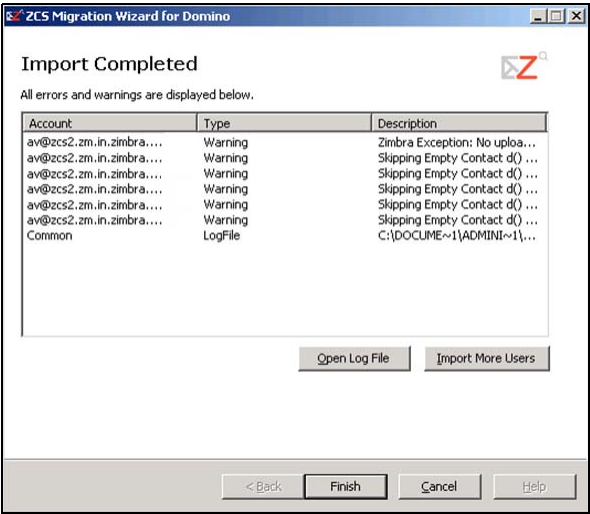 ZCS Migration Wizard for Domino
Import Completed
All errors and warnings are displayed below.
Account Type Description
av@zcs2.zm.in.zimbra.... Warning Zimbra Exception: No uploa...
av@zcs2.zm.in.zimbra.... Warning Skipping Empty Contact d() ...
av@zcs2.zm.in.zimbra.... Warning Skipping Empty Contact d() ...
av@zcs2.zm.in.zimbra.... Warning Skipping Empty Contact d() ...
av@zcs2.zm.in.zimbra.... Warning Skipping Empty Contact d() ...
av@zcs2.zm.in.zimbra.... Warning Skipping Empty Contact d() ...
Common LogFile C:\DOCUME~1\ADMINI~1\...
Open Log File Import More Users
< Back Finish Cancel Help